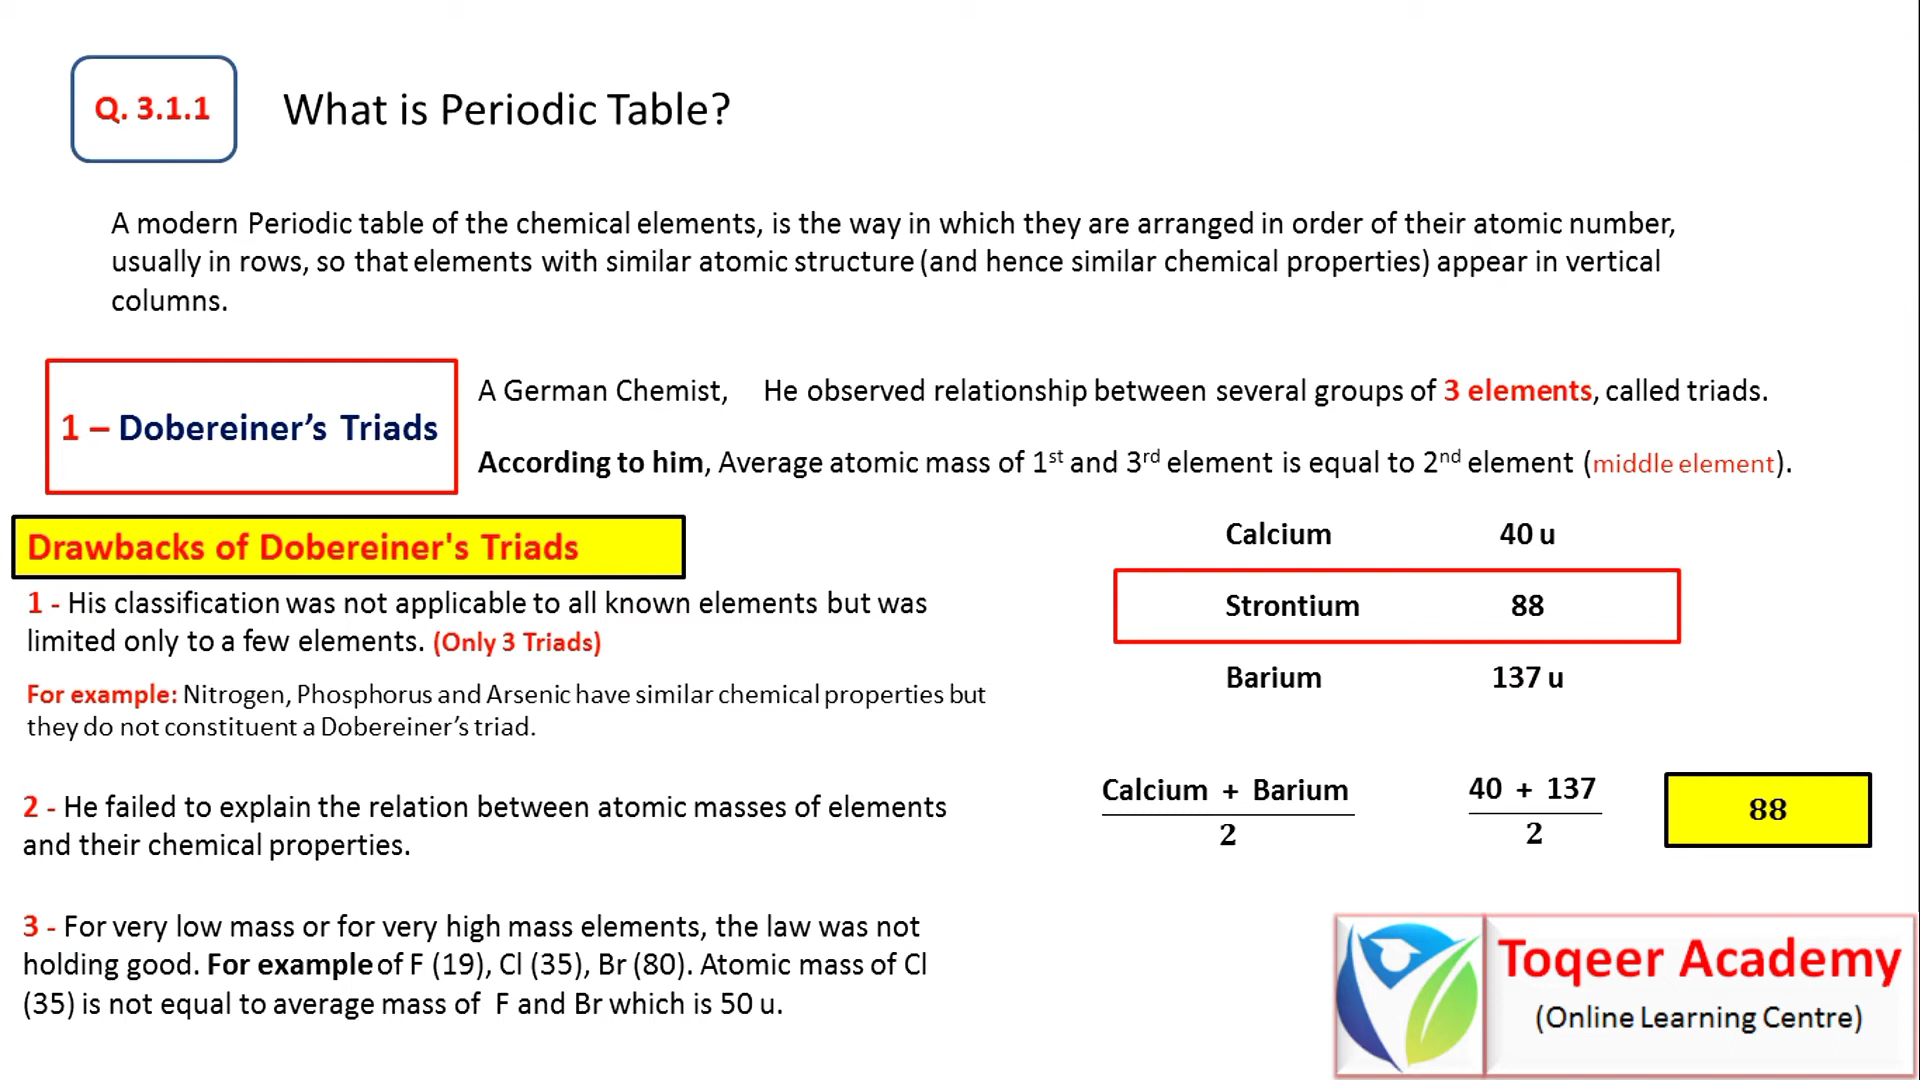 Q. 3.1.1
What is Periodic Table?
A modern Periodic table of the chemical elements, is the way in which they are arranged in order of their atomic number,
usually in rows, so that elements with similar atomic structure (and hence similar chemical properties) appear in vertical
columns.
1 – Dobereiner’s Triads
A German Chemist, He observed relationship between several groups of 3 elements, called triads.
According to him, Average atomic mass of 1st and 3rd element is equal to 2nd element (middle element).
Drawbacks of Dobereiner's Triads
1 - His classification was not applicable to all known elements but was
limited only to a few elements. (Only 3 Triads)
For example: Nitrogen, Phosphorus and Arsenic have similar chemical properties but
they do not constituent a Dobereiner’s triad.
2 - He failed to explain the relation between atomic masses of elements
and their chemical properties.
3 - For very low mass or for very high mass elements, the law was not
holding good. For example of F (19), Cl (35), Br (80). Atomic mass of Cl
(35) is not equal to average mass of F and Br which is 50 u.
Calcium 40 u
Strontium 88
Barium 137 u
Calcium + Barium 40 + 137
2 2
88
Toqeer Academy
(Online Learning Centre)